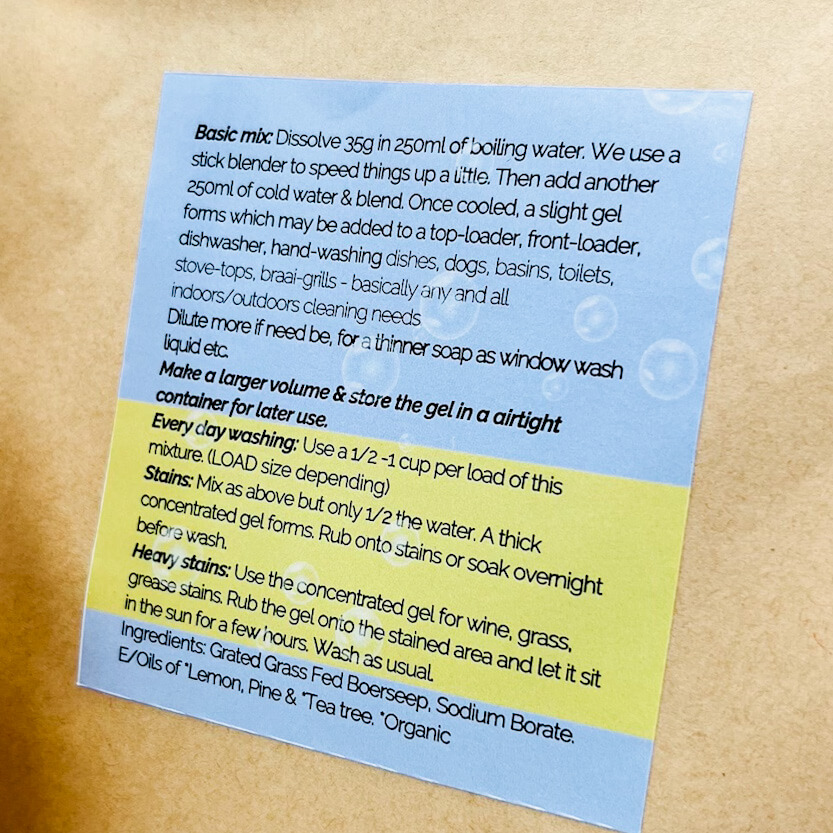 Basic mix: Dissolve 35g in 250ml of boiling water. We use a
stick blender to speed things up a little. Then add another
250ml of cold water & blend. Once cooled, a slight gel
forms which may be added to a top-loader, front-loader,
dishwasher, hand-washing dishes, dogs, basins, toilets,
stove-tops, braai-grills - basically any and all
indoors/outdoors cleaning needs
Dilute more if need be, for a thinner soap as window wash
liquid etc.
Make a larger volume & store the gel in a airtight
container for later use.
Every day washing: Use a 1/2 -1 cup per load of this
mixture. (LOAD size depending)
Stains: Mix as above but only 1/2 the water. A thick
concentrated gel forms. Rub onto stains or soak overnight
before wash.
Heavy stains: Use the concentrated gel for wine, grass,
grease stains. Rub the gel onto the stained area and let it sit
in the sun for a few hours. Wash as usual.
Ingredients: Grated Grass Fed Boerseep, Sodium Borate.
E/Oils of *Lemon, Pine & *Tea tree. *Organic